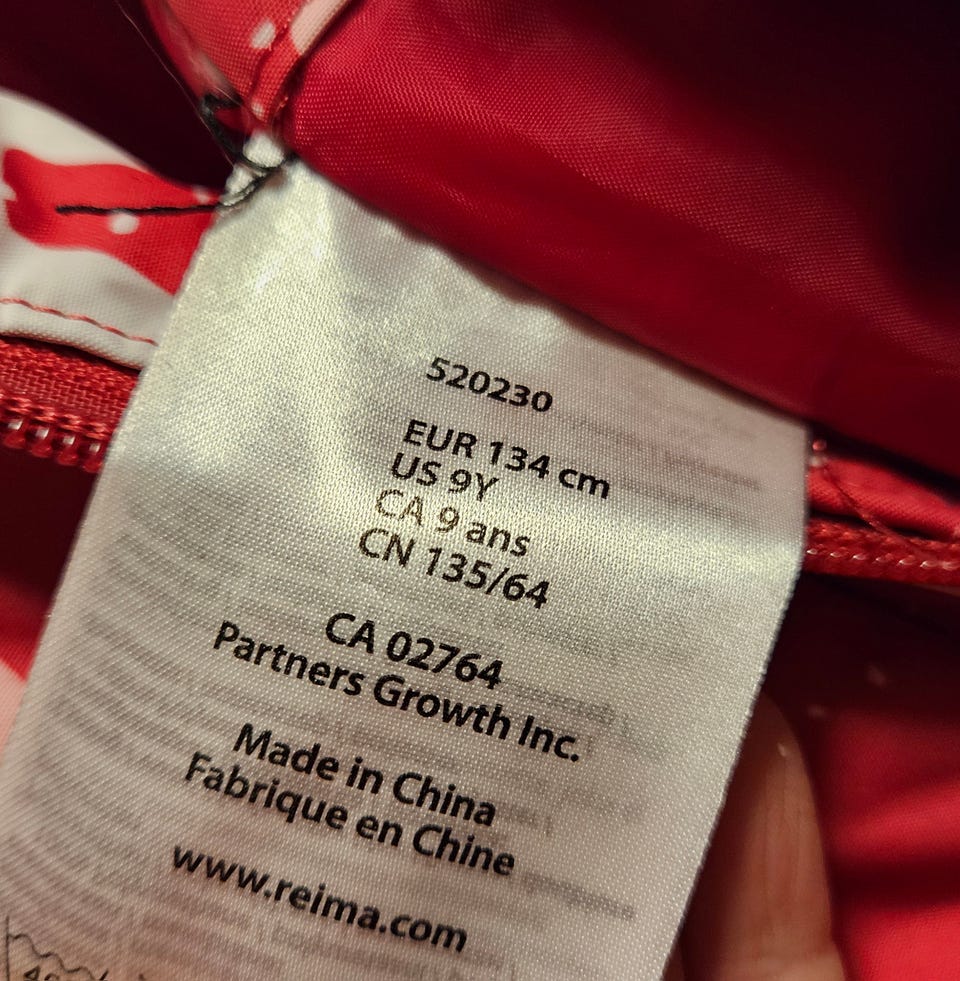 520230
EUR 134 cm
US 9Y
CA 9 ans
CN 135/64
CA 02764
Partners Growth Inc.
Made in China
Fabrique en Chine
www.reima.com